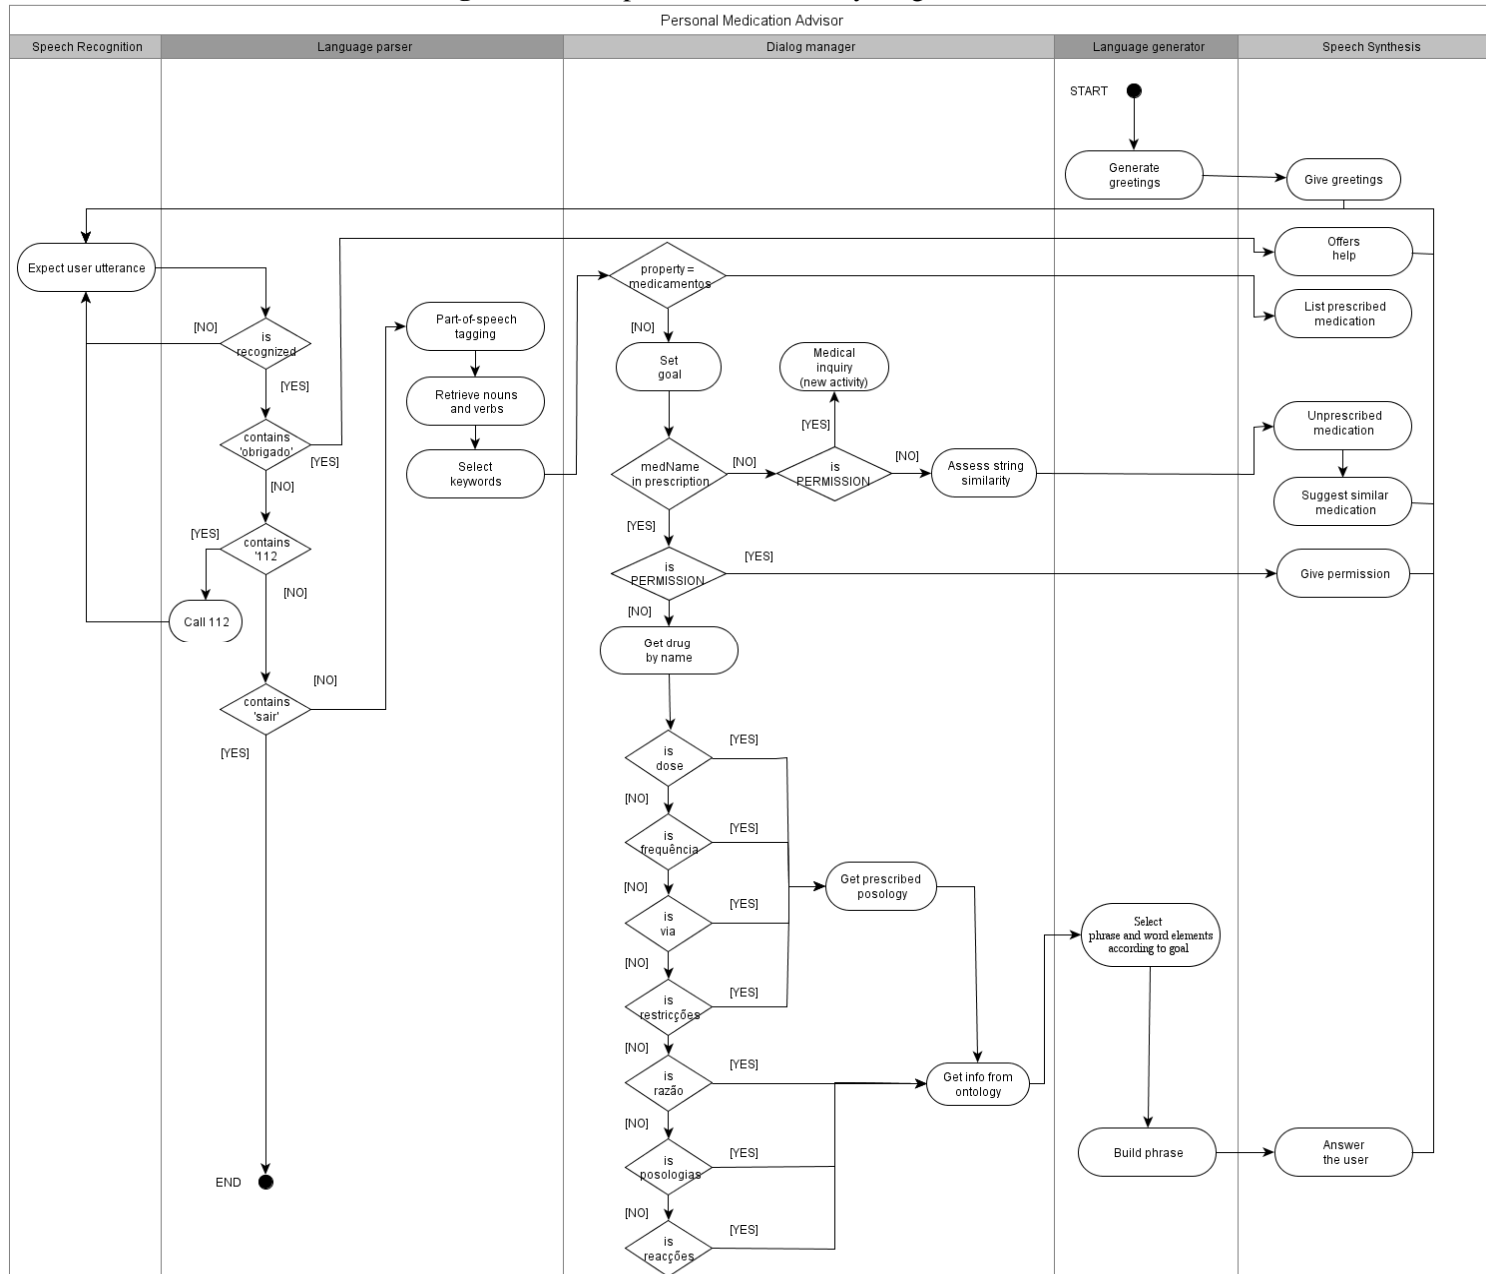 Personal Medication Advisor
Speech Recognition
Language parser
Dialog manager
Language generator
Speech Synthesis
START
Generate
greetings
Give greetings
Expect user utterance
Offers
help
property =
medicamentos
List prescribed
medication
[NO]
is
recognized
[YES]
Part-of-speech
tagging
[NO]
Set
goal
Medical
inquiry
(new activity)
Retrieve nouns
and verbs
contains
'obrigado'
[YES]
[NO]
Select
keywords
medName
in prescription
[NO]
[YES]
is
PERMISSION
[YES]
[NO]
Assess string
similarity
Unprescribed
medication
Suggest similar
medication
contains
'112
[YES]
[NO]
Call 112
is
PERMISSION
[YES]
[NO]
Give permission
Get drug
by name
contains
'sair'
[NO]
[YES]
is
dose
[YES]
[NO]
is
frequência
[YES]
[NO]
is
via
[YES]
[NO]
is
restricções
[YES]
[NO]
Get prescribed
posology
is
razão
[YES]
[NO]
Get info from
ontology
Select
phrase and word elements
according to goal
is
posologias
[YES]
[NO]
is
reacções
[YES]
Build phrase
Answer
the user
END